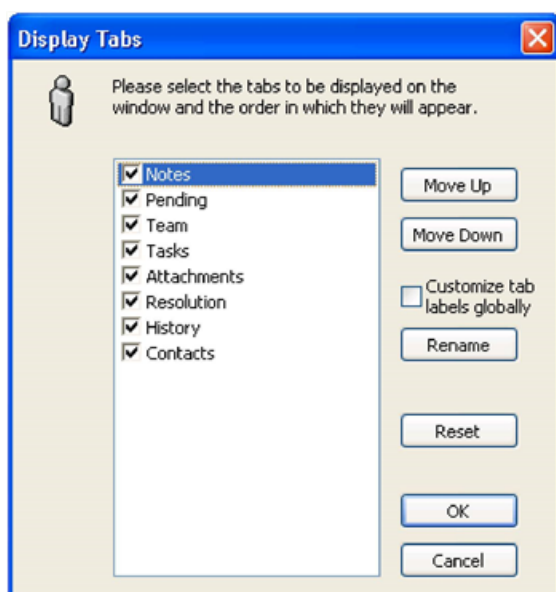 Display Tabs
Please select the tabs to be displayed on the
window and the order in which they will appear.
Notes
Pending
Team
Tasks
Attachments
Resolution
History
Contacts
Move Up
Move Down
Customize tab
labels globally
Rename
Reset
OK
Cancel